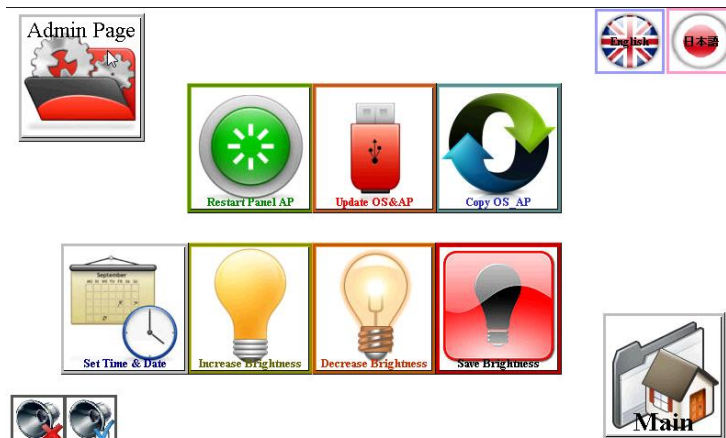 Admin Page
English
日本語
Restart Panel AP
Update OS&AP
Copy OS_AP
September
Set Time & Date
Increase Brightness
Decrease Brightness
Save Brightness
Main